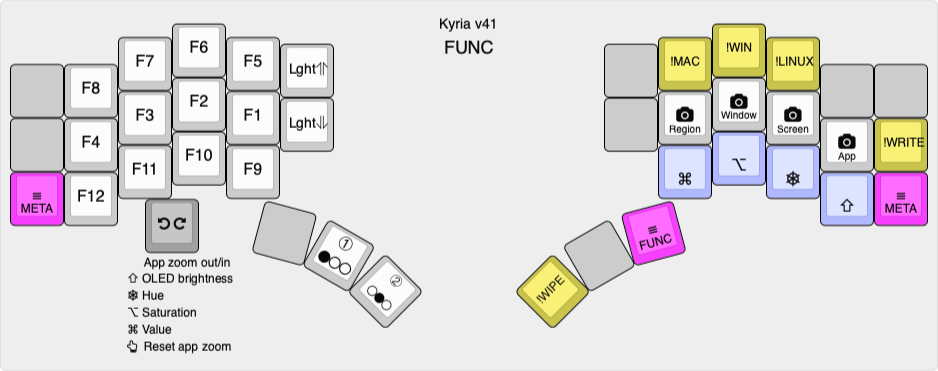 Kyria v41
FUNC
F8
F7
F6
F5
Lght⇑
F4
F3
F2
F1
Lght⇓
≡
META
F12
F11
F10
F9
①
②
App zoom out/in
⇧ OLED brightness
❄ Hue
⌥ Saturation
⌘ Value
Reset app zoom
!MAC
!WIN
!LINUX
Region
Window
Screen
App
!WRITE
⌘
⌥
❄
⇧
≡
META
≡
FUNC
!WIPE